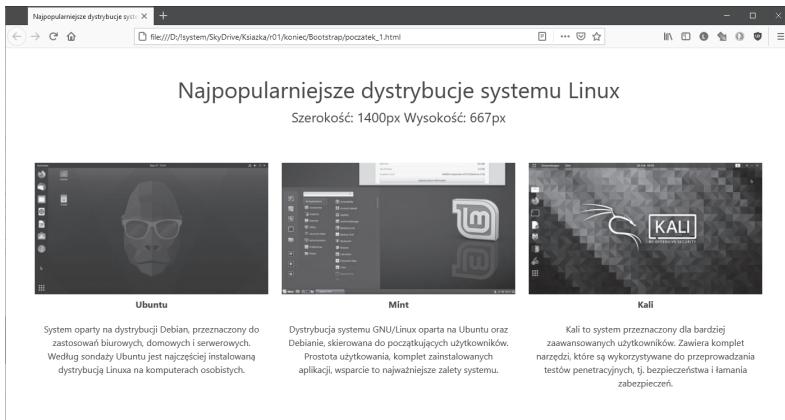 Najpopularniejsze dystrybucje syste
file:///D:/!system/SkyDrive/Ksiazka/r01/koniec/Bootstrap/poczatek_1.html
Najpopularniejsze dystrybucje systemu Linux
Szerokość: 1400px Wysokość: 667px
KALI
Ubuntu
System oparty na dystrybucji Debian, przeznaczony do
zastosowań biurowych, domowych i serwerowych.
Według sondaży Ubuntu jest najczęściej instalowaną
dystrybucją Linuxa na komputerach osobistych.
Mint
Dystrybucja systemu GNU/Linux oparta na Ubuntu oraz
Debianie, skierowana do początkujących użytkowników.
Prostota użytkowania, komplet zainstalowanych
aplikacji, wsparcie to najważniejsze zalety systemu.
Kali
Kali to system przeznaczony dla bardziej
zaawansowanych użytkowników. Zawiera komplet
narzędzi, które są wykorzystywane do przeprowadzania
testów penetracyjnych, tj. bezpieczeństwa i łamania
zabezpieczeń.